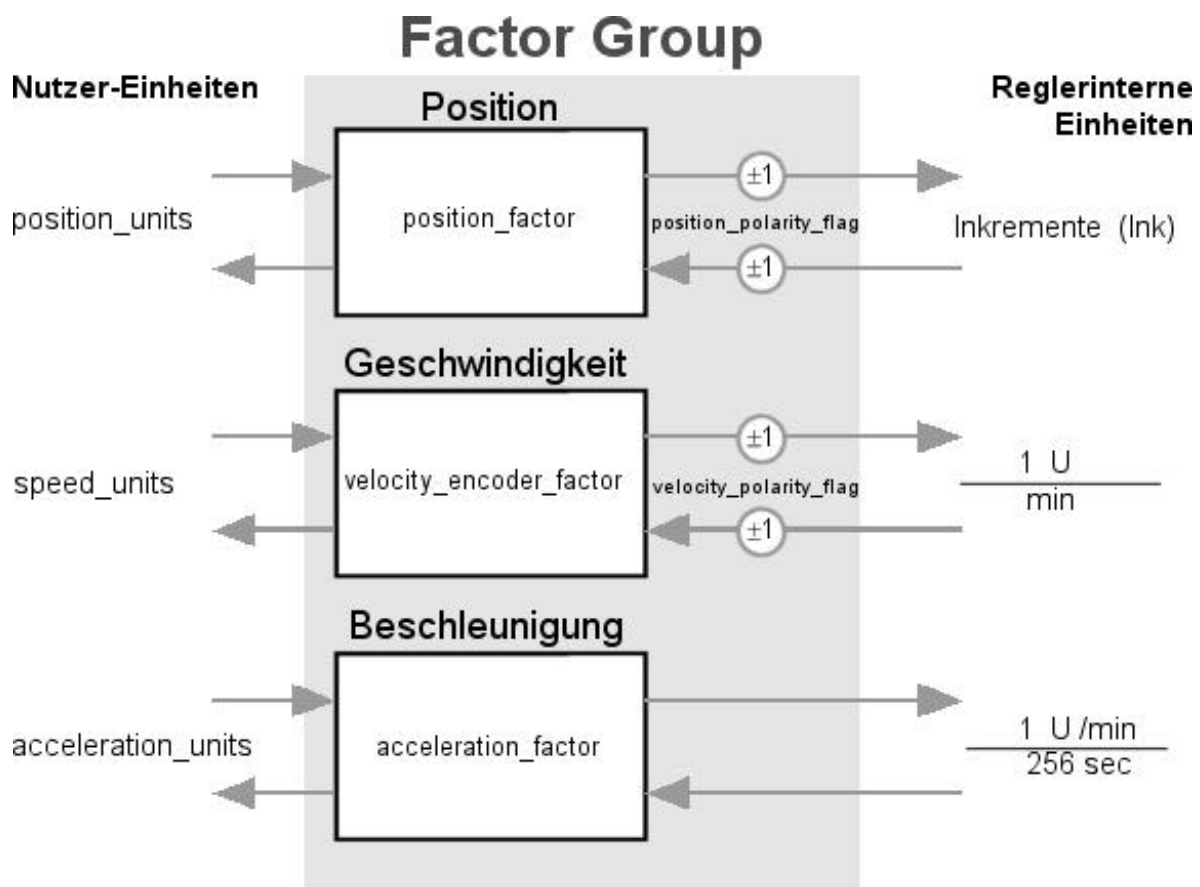 Factor Group
Nutzer-Einheiten
Reglerinterne
Einheiten
Position
±1
position_units
position_factor
position_polarity_flag
Inkremente (Ink)
±1
Geschwindigkeit
±1
speed_units
velocity_encoder_factor
velocity_polarity_flag
1 U
min
±1
Beschleunigung
acceleration_units
acceleration_factor
1 U/min
256 sec